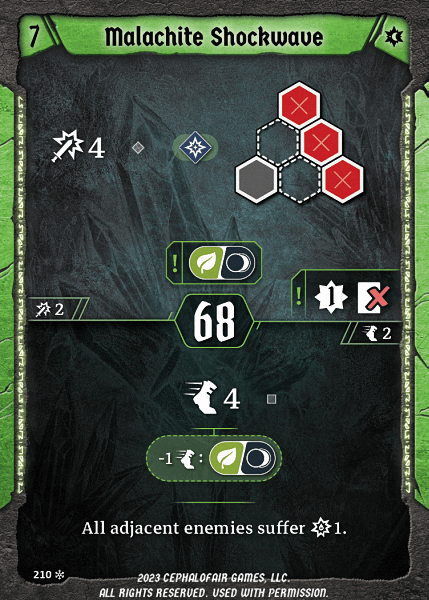 7 Malachite Shockwave
4
! 
! 1
2 68
2
4
-1 :
All adjacent enemies suffer 1.
210
2023 CEPHALOFAIR GAMES, LLC.
ALL RIGHTS RESERVED. USED WITH PERMISSION.